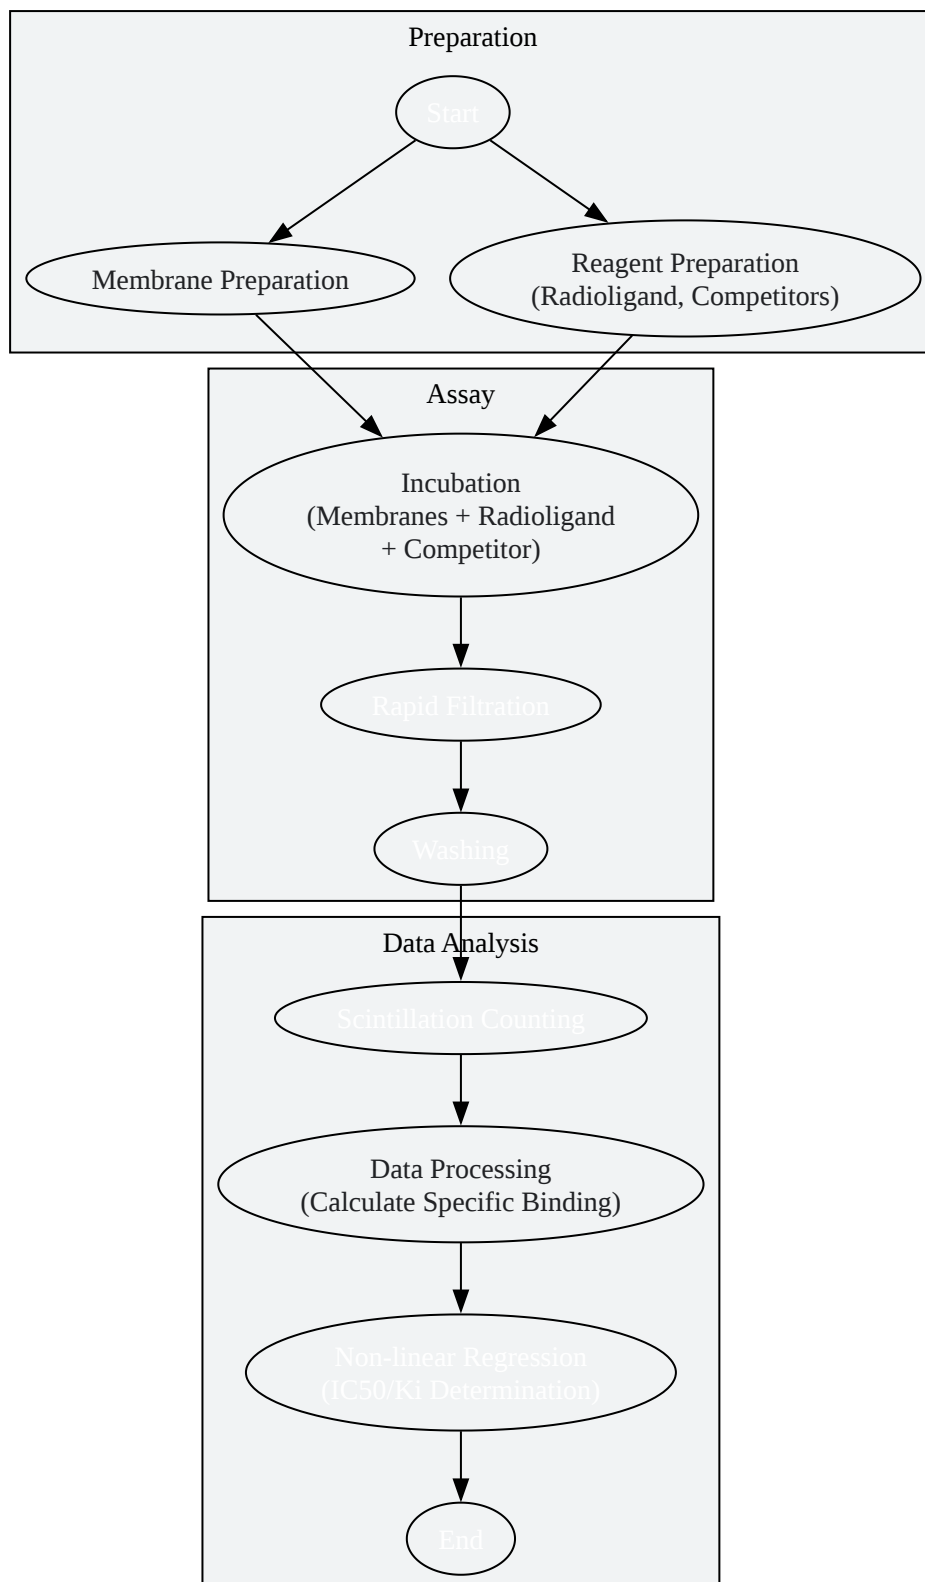 Preparation
Start
Membrane Preparation
Reagent Preparation
(Radioligand, Competitors)
Assay
Incubation
(Membranes + Radioligand
+ Competitor)
Rapid Filtration
Washing
Data Analysis
Scintillation Counting
Data Processing
(Calculate Specific Binding)
Non-linear Regression
(IC50/Ki Determination)
End